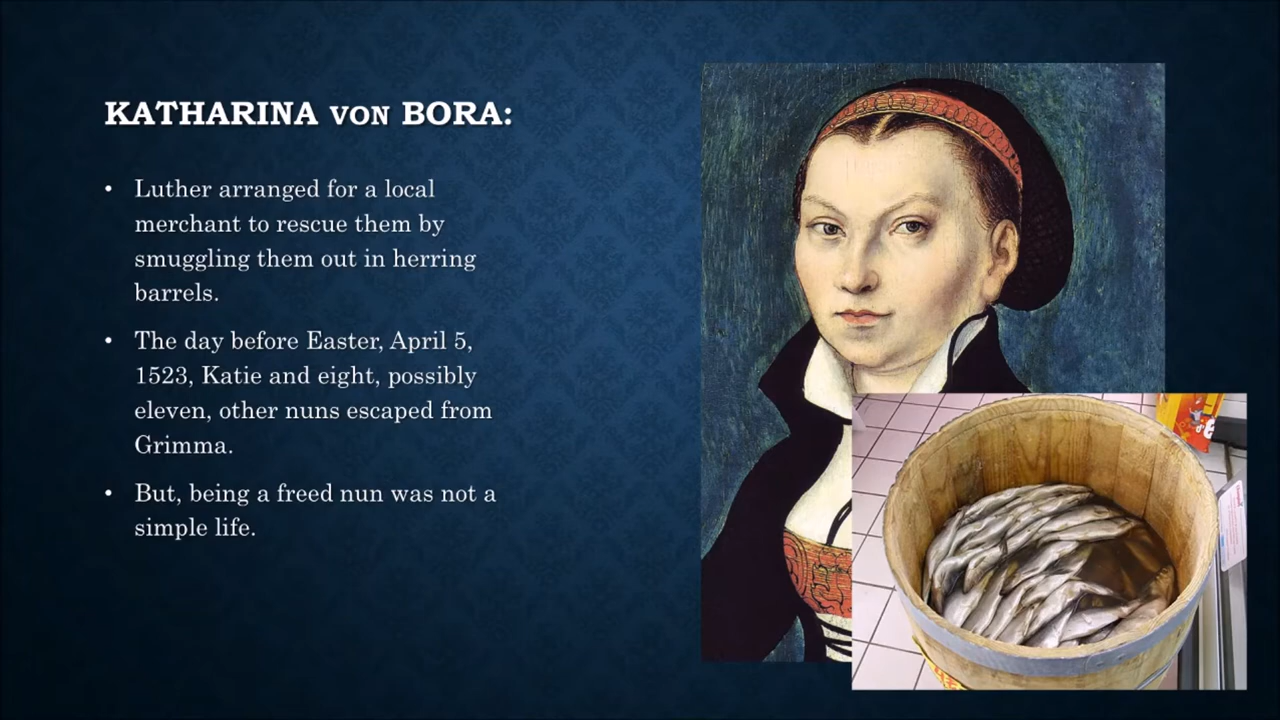 KATHARINA VON BORA:
• Luther arranged for a local
merchant to rescue them by
smuggling them out in herring
barrels.
• The day before Easter, April 5,
1523, Katie and eight, possibly
eleven, other nuns escaped from
Grimma.
• But, being a freed nun was not a
simple life.